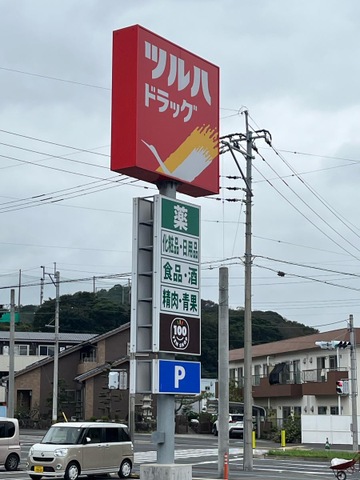 ツルハ
ドラッグ
薬
化粧品・日用品
食品・酒
精肉・青果
100
P